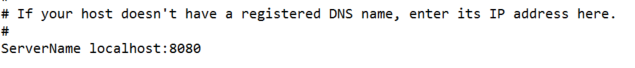 # If your host doesn't have a registered DNS name, enter its IP address here.
#
ServerName localhost:8080